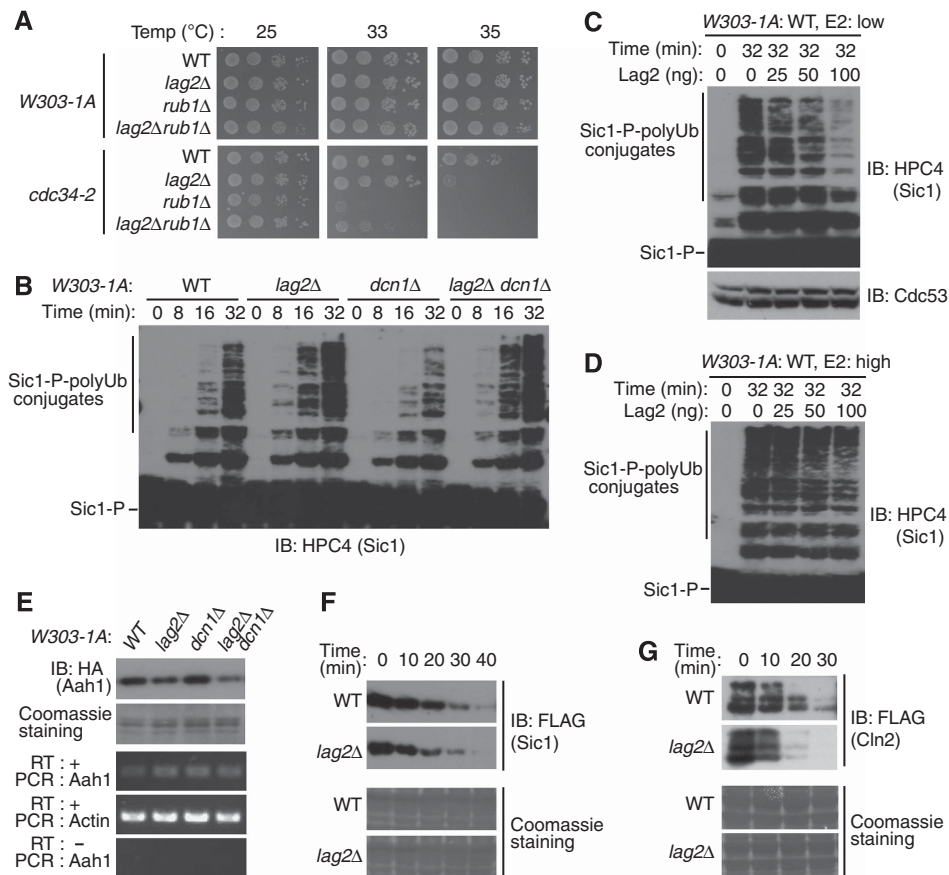 A
Temp (°C) : 25 33 35
W303-1A
WT
lag2Δ
rub1Δ
lag2Δrub1Δ
cdc34-2
WT
lag2Δ
rub1Δ
lag2Δrub1Δ
B
W303-1A: WT lag2Δ dcn1Δ lag2Δ dcn1Δ
Time (min): 0 8 16 32 0 8 16 32 0 8 16 32 0 8 16 32
Sic1-P-polyUb
conjugates
Sic1-P
IB: HPC4 (Sic1)
C
W303-1A: WT, E2: low
Time (min): 0 32 32 32 32
Lag2 (ng): 0 0 25 50 100
Sic1-P-polyUb
conjugates
IB: HPC4
(Sic1)
Sic1-P
IB: Cdc53
D
W303-1A: WT, E2: high
Time (min): 0 32 32 32 32
Lag2 (ng): 0 0 25 50 100
Sic1-P-polyUb
conjugates
IB: HPC4
(Sic1)
Sic1-P
E
W303-1A: WT lag2Δ dcn1Δ lag2Δ dcn1Δ
IB: HA
(Aah1)
Coomassie
staining
RT : +
PCR : Aah1
RT : +
PCR : Actin
RT : –
PCR : Aah1
F
Time
(min) 0 10 20 30 40
WT
lag2Δ
IB: FLAG
(Sic1)
WT
lag2Δ
Coomassie
staining
G
Time
(min) 0 10 20 30
WT
lag2Δ
IB: FLAG
(Cln2)
WT
lag2Δ
Coomassie
staining